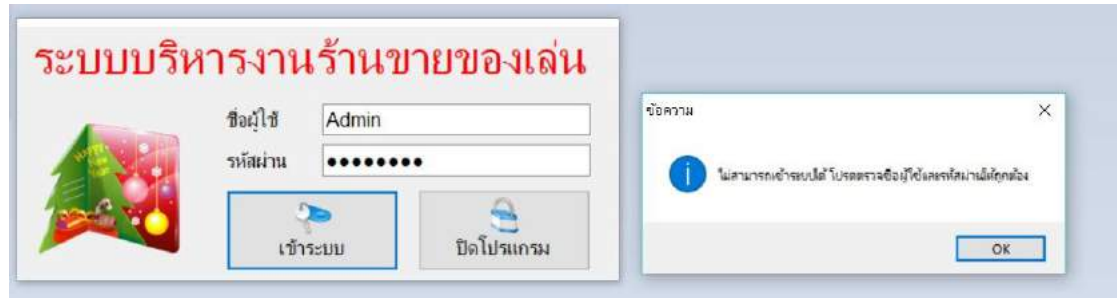 ระบบบริหารงานร้านขายของเล่น
ชื่อผู้ใช้ Admin
รหัสผ่าน ••••••••
เข้าระบบ ปิดโปรแกรม
ข้อความ
ไม่สามารถเข้าระบบได้ โปรดตรวจชื่อผู้ใช้และรหัสผ่านให้ถูกต้อง
OK